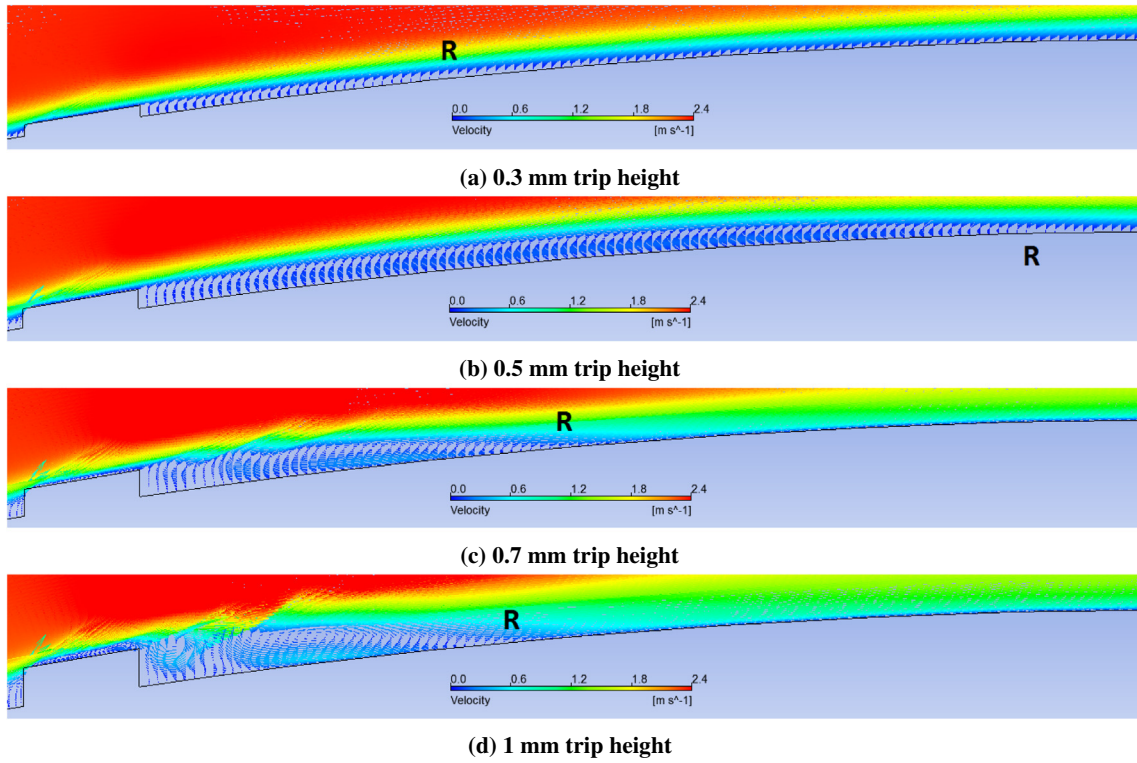 R
0.0 0.6 1.2 1.8 2.4
Velocity [m s^-1]
(a) 0.3 mm trip height
R
0.0 0.6 1.2 1.8 2.4
Velocity [m s^-1]
(b) 0.5 mm trip height
R
0.0 0.6 1.2 1.8 2.4
Velocity [m s^-1]
(c) 0.7 mm trip height
R
0.0 0.6 1.2 1.8 2.4
Velocity [m s^-1]
(d) 1 mm trip height